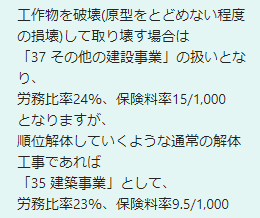 工作物を破壊(原型をとどめない程度
の損壊)して取り壊す場合は
「37 その他の建設事業」の扱いとな
り、
労務比率24%、保険料率15/1,000
となりますが、
順位解体していくような通常の解体
工事であれば
「35 建築事業」として、
労務比率23%、保険料率9.5/1,000